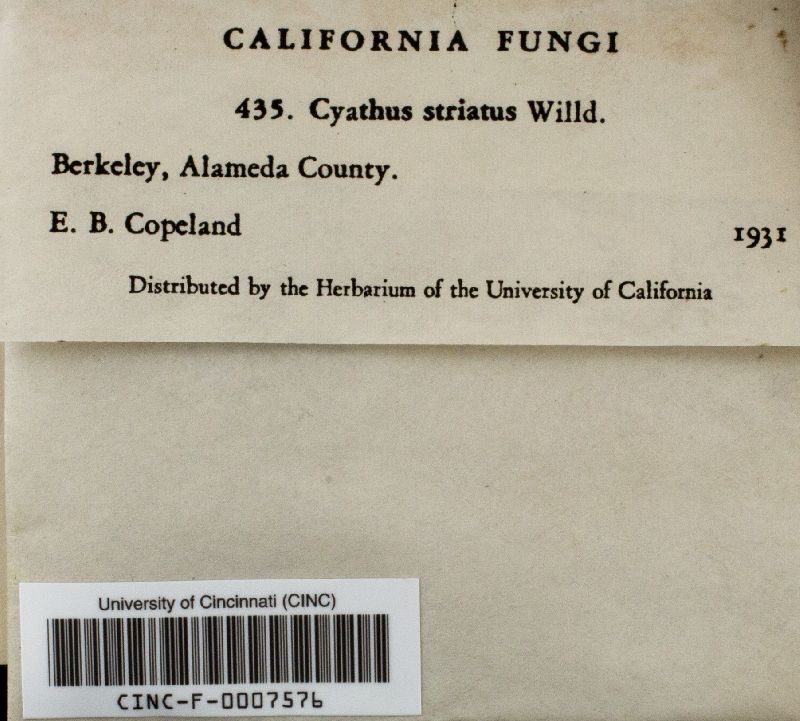 CALIFORNIA FUNGI
435. Cyathus striatus Willd.
Berkeley, Alameda County.
E. B. Copeland 1931
Distributed by the Herbarium of the University of California
University of Cincinnati (CINC)
CINC-F-0007576